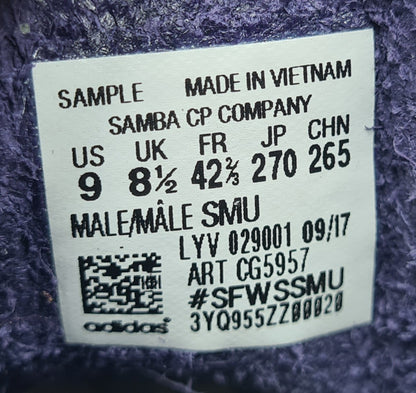 SAMPLE MADE IN VIETNAM
SAMBA CP COMPANY
US UK FR JP CHN
9 8½ 42⅔ 270 265
MALE/MÂLE SMU
LYV 029001 09/17
ART CG5957
#SFWSSMU
adidas 3YQ955ZZ00020